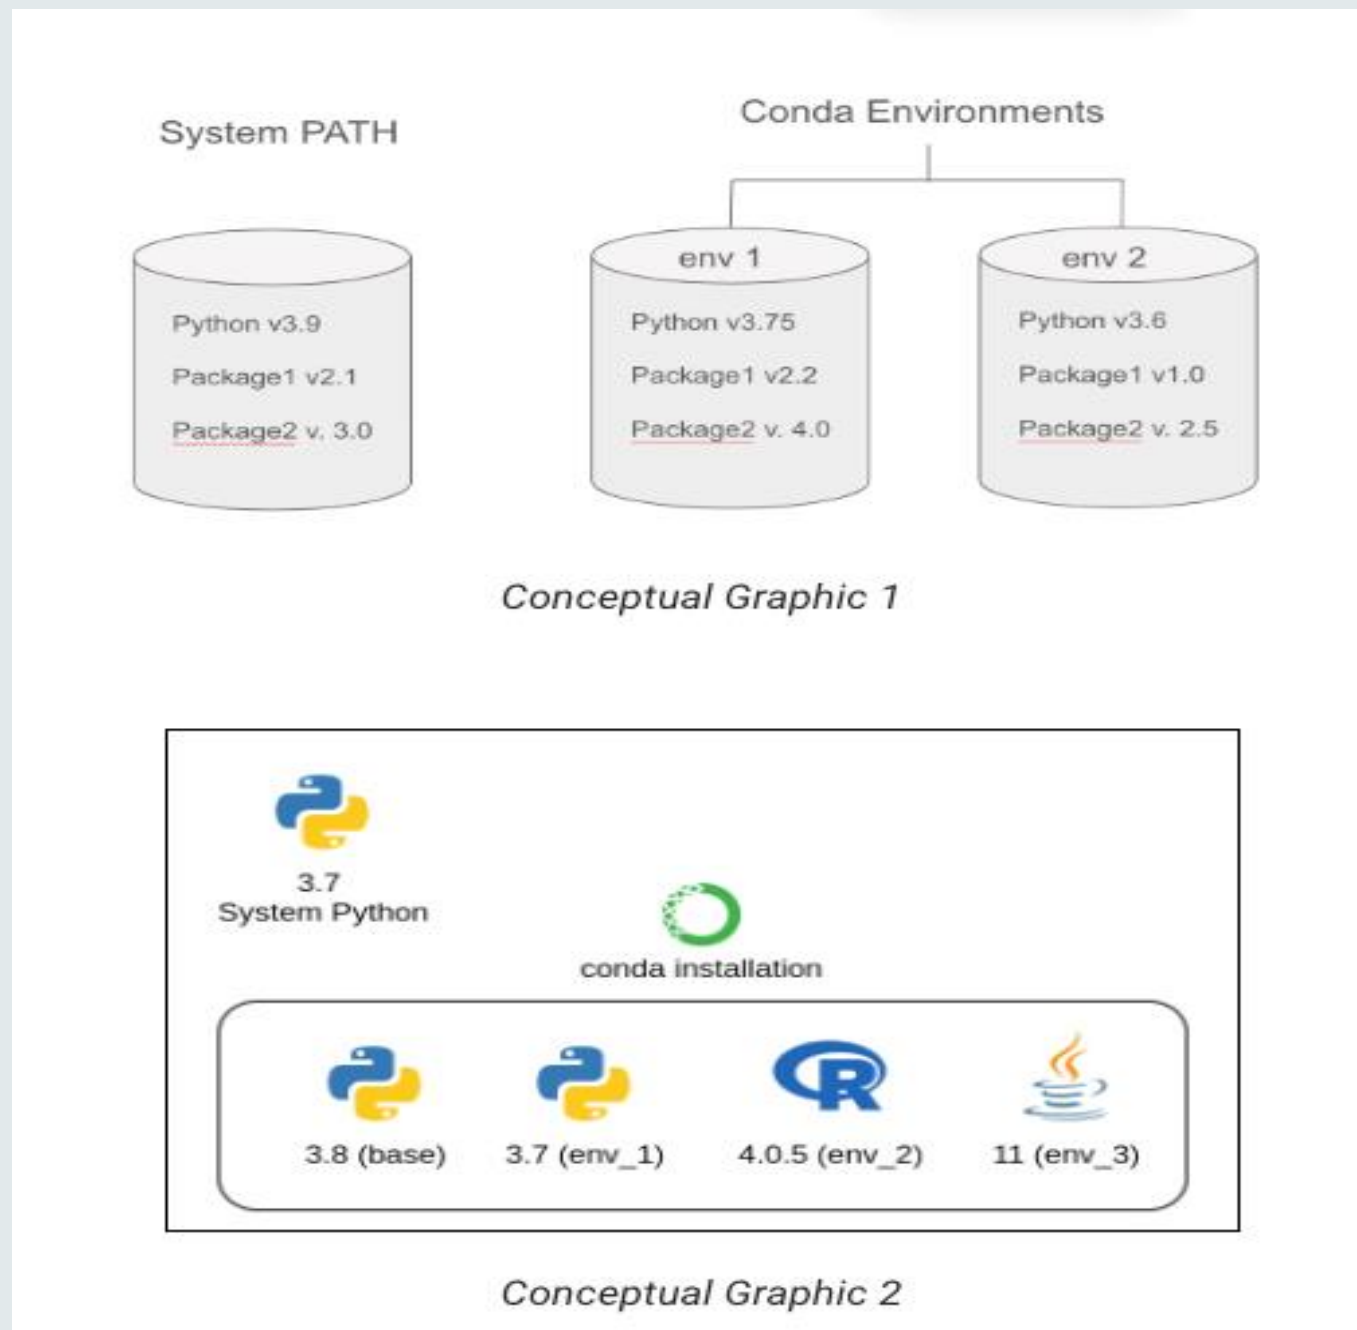 System PATH
Conda Environments
Python v3.9
Package1 v2.1
Package2 v. 3.0
env 1
Python v3.75
Package1 v2.2
Package2 v. 4.0
env 2
Python v3.6
Package1 v1.0
Package2 v. 2.5
Conceptual Graphic 1
3.7
System Python
conda installation
R
3.8 (base)
3.7 (env_1)
4.0.5 (env_2)
11 (env_3)
Conceptual Graphic 2